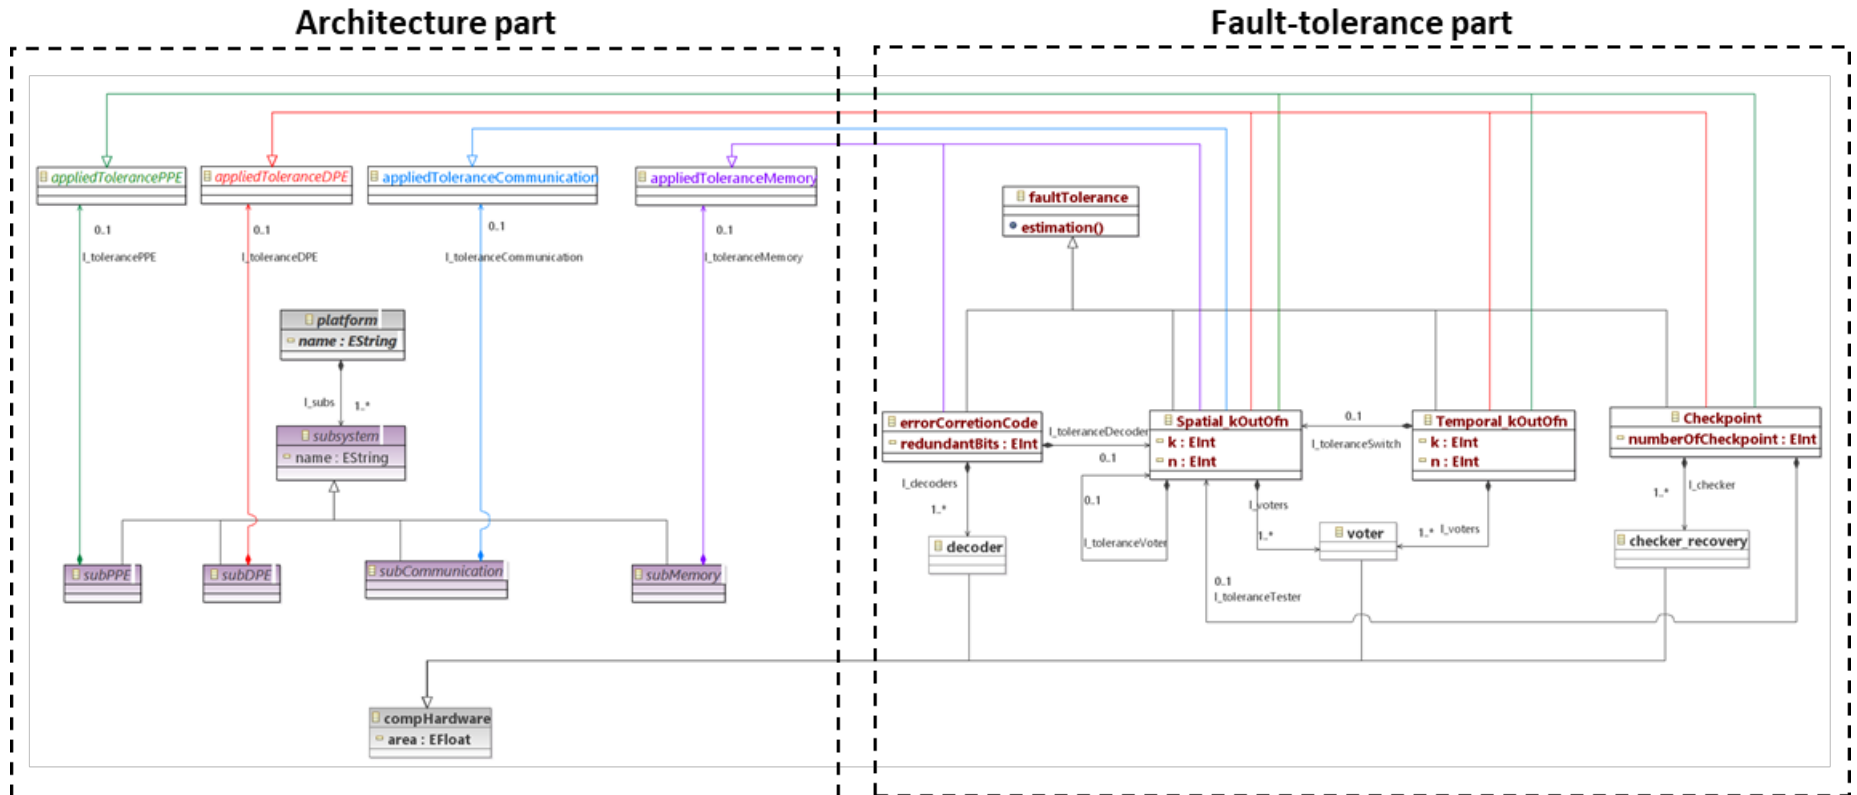 Architecture part
Fault-tolerance part
appliedTolerancePPE
appliedToleranceDPE
appliedToleranceCommunication
appliedToleranceMemory
0..1
l_tolerancePPE
0..1
l_toleranceDPE
0..1
l_toleranceCommunication
0..1
l_toleranceMemory
platform
name : EString
l_subs
1..*
subsystem
name : EString
subPPE
subDPE
subCommunication
subMemory
compHardware
area : EFloat
faultTolerance
estimation()
errorCorretionCode
redundantBits : EInt
l_toleranceDecoder
0..1
Spatial_kOutOfn
k : EInt
n : EInt
0..1
l_toleranceSwitch
Temporal_kOutOfn
k : EInt
n : EInt
Checkpoint
numberOfCheckpoint : EInt
l_decoders
1..*
decoder
0..1
l_toleranceVoter
l_voters
1..*
voter
1..*
l_voters
l_checker
1..*
checker_recovery
0..1
l_toleranceTester